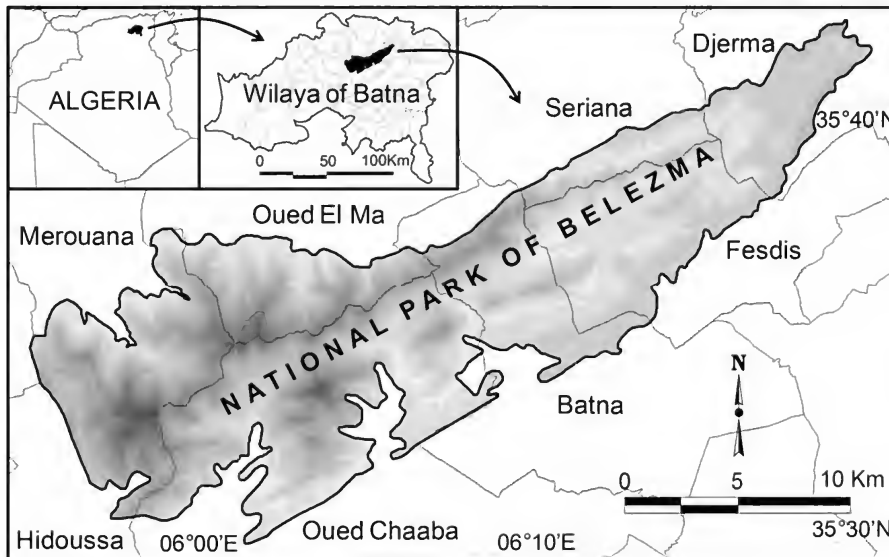 ALGERIA
Wilaya of Batna
0 50 100Km
Djerma
Seriana
35°40'N
Oued El Ma
Merouana
Fesdis
NATIONAL PARK OF BELEZMA
N
Batna
0 5 10 Km
Hidoussa
06°00'E
Oued Chaaba
06°10'E
35°30'N